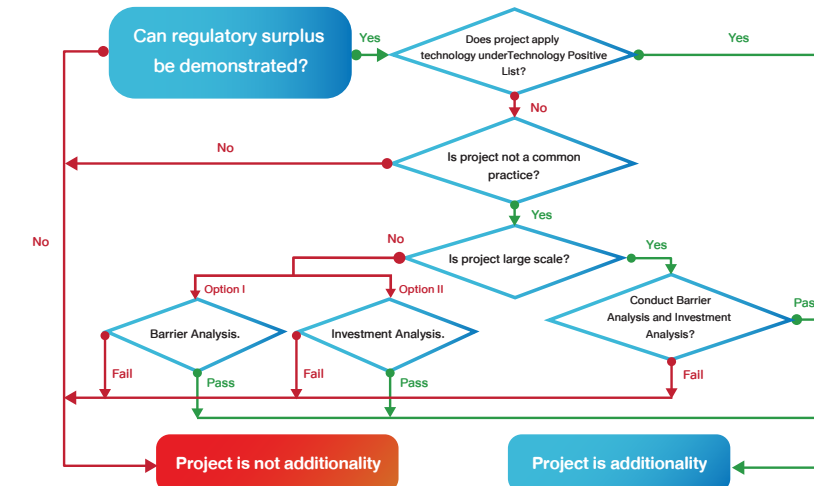 Can regulatory surplus
be demonstrated?
Yes
Does project apply
technology underTechnology Positive
List?
Yes
No
Is project not a common
practice?
No
Yes
No
No
Is project large scale?
Yes
Option I
Option II
Conduct Barrier
Analysis and Investment
Analysis?
Pas
Barrier Analysis.
Investment Analysis.
Fail
Pass
Fail
Pass
Fail
Project is not additionality
Project is additionality